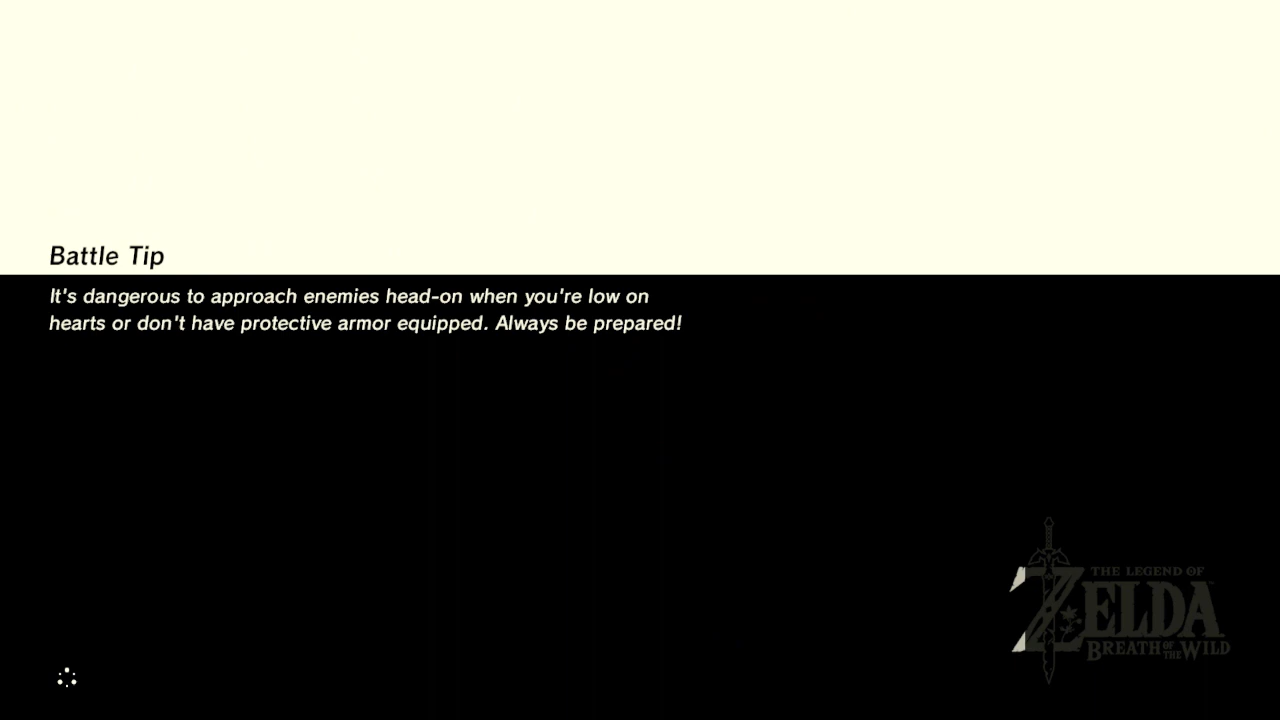 Battle Tip
It's dangerous to approach enemies head-on when you're low on
hearts or don't have protective armor equipped. Always be prepared!
THE LEGEND OF
ZELDA
BREATH OF THE WILD